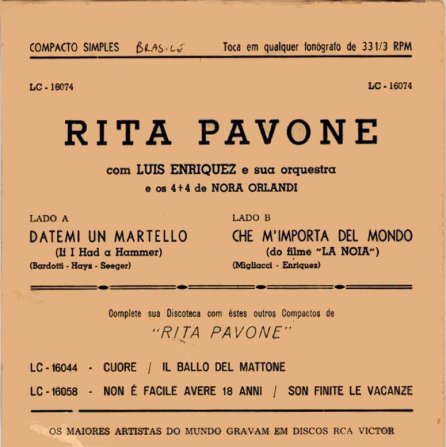 COMPACTO SIMPLES BRASILE Toca em qualquer fonógrafo de 33 1/3 RPM
LC - 16074 LC - 16074
RITA PAVONE
com LUIS ENRIQUEZ e sua orquestra
e os 4+4 de NORA ORLANDI
LADO A LADO B
DATEMI UN MARTELLO CHE M'IMPORTA DEL MONDO
(If I Had a Hammer) (do filme "LA NOIA")
(Bardotti - Hays - Seeger) (Migliacci - Enriquez)
Complete sua Discoteca com êstes outros Compactos de
"RITA PAVONE"
LC - 16044 - CUORE / IL BALLO DEL MATTONE
LC - 16058 - NON É FACILE AVERE 18 ANNI / SON FINITE LE VACANZE
OS MAIORES ARTISTAS DO MUNDO GRAVAM EM DISCOS RCA VICTOR